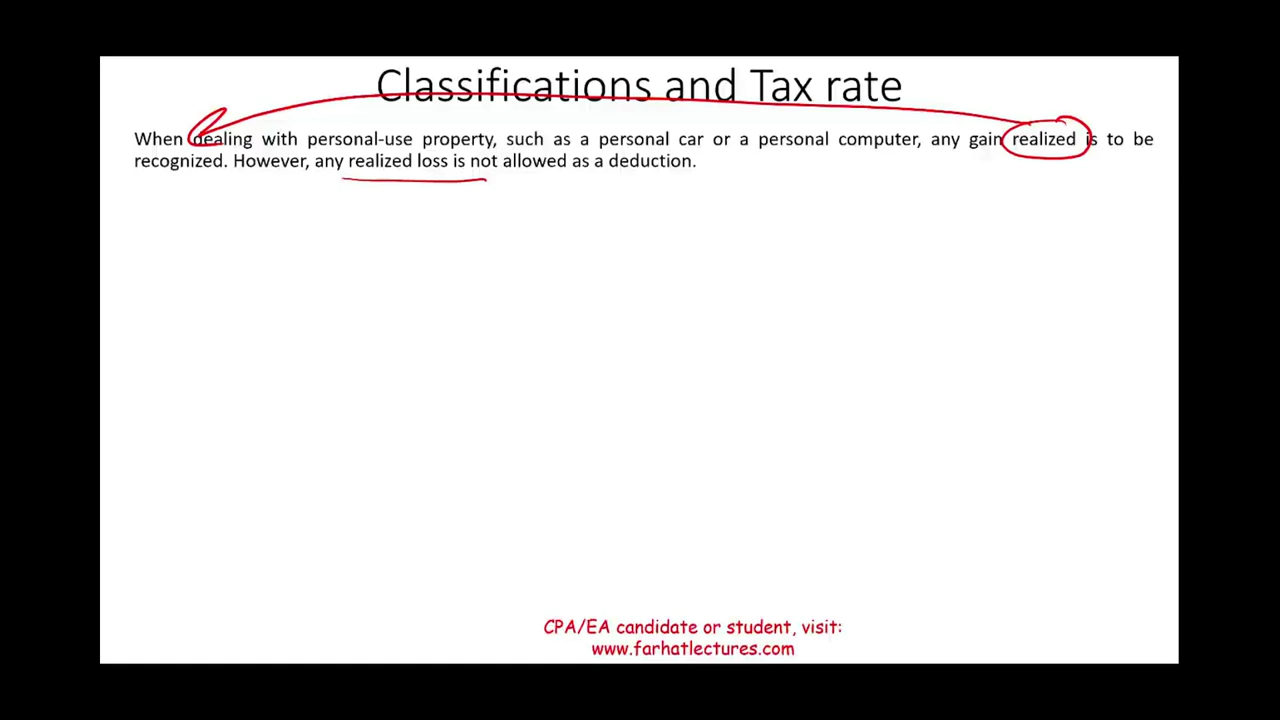 Classifications and Tax rate
When dealing with personal-use property, such as a personal car or a personal computer, any gain realized is to be
recognized. However, any realized loss is not allowed as a deduction.
CPA/EA candidate or student, visit:
www.farhatlectures.com